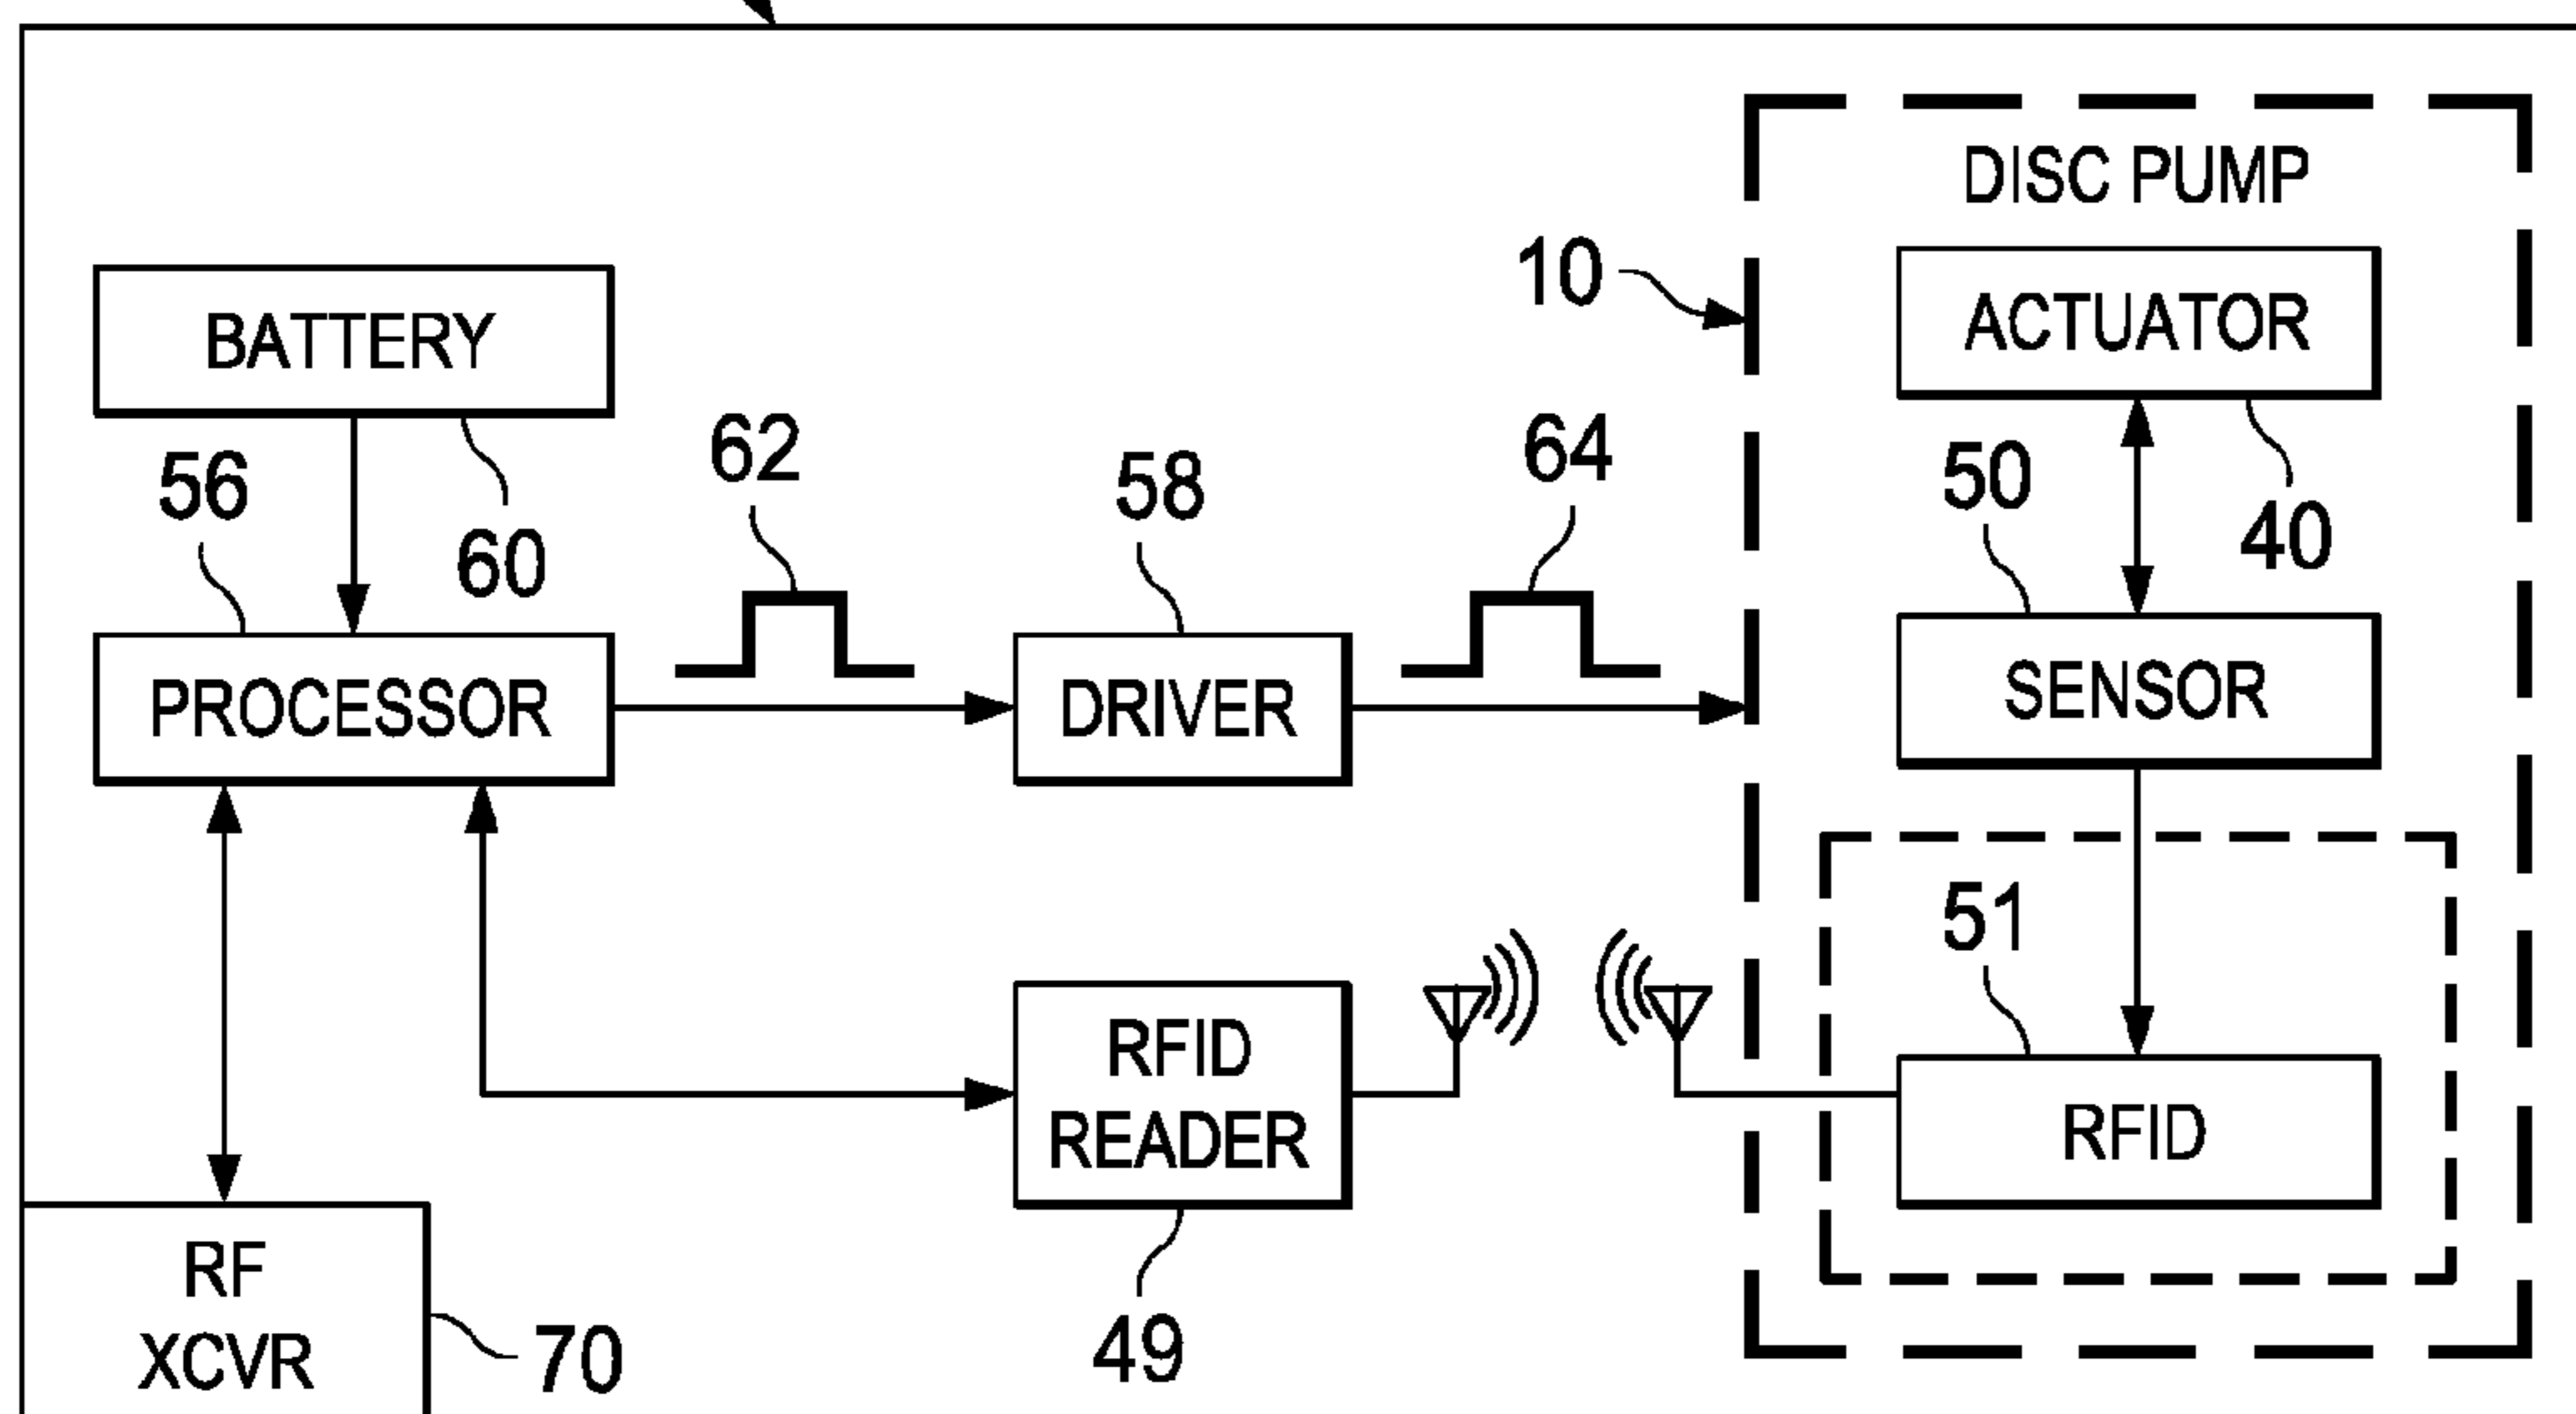 DISC PUMP
10
ACTUATOR
BATTERY
62
64
56
58
50
60
40
PROCESSOR
DRIVER
SENSOR
51
RFID
READER
RFID
RF
XCVR
70
49